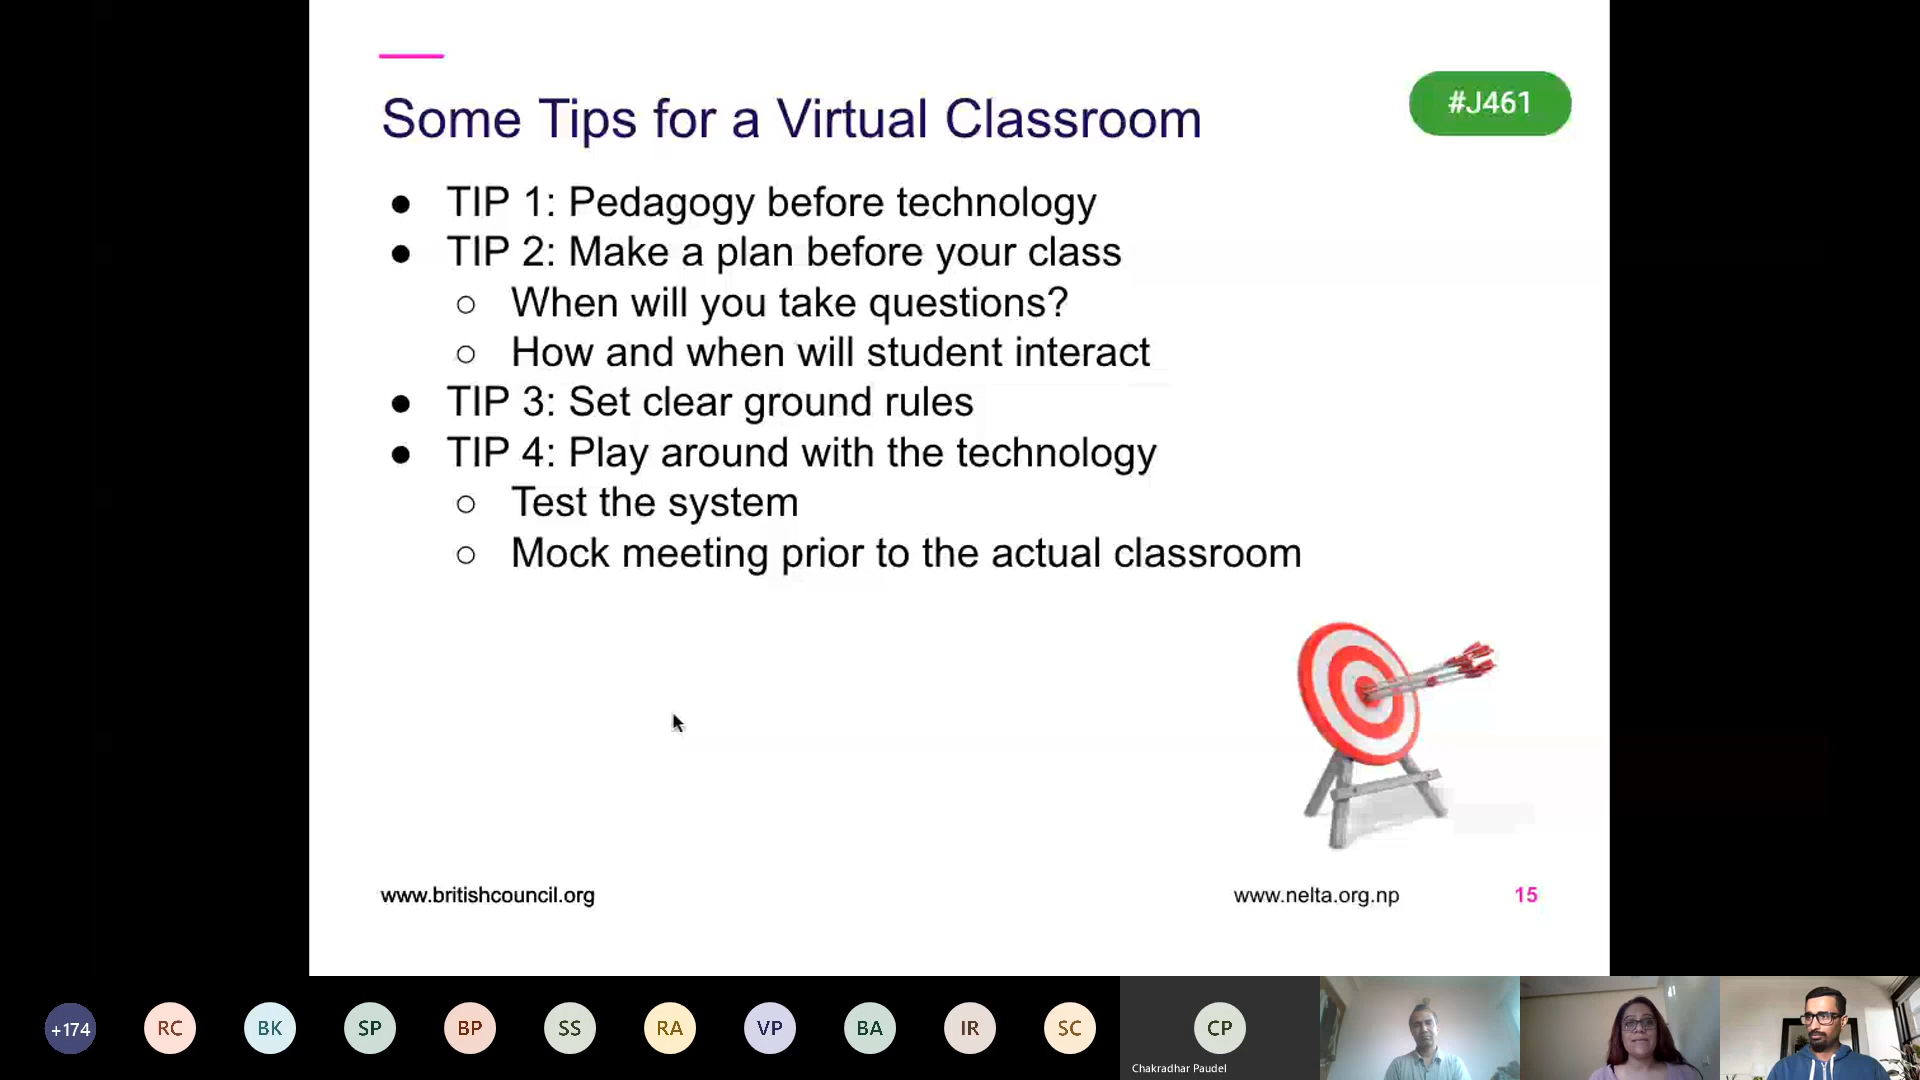 Some Tips for a Virtual Classroom
#J461
● TIP 1: Pedagogy before technology
● TIP 2: Make a plan before your class
○ When will you take questions?
○ How and when will student interact
● TIP 3: Set clear ground rules
● TIP 4: Play around with the technology
○ Test the system
○ Mock meeting prior to the actual classroom
www.britishcouncil.org
www.nelta.org.np
15
+174
RC
BK
SP
BP
SS
RA
VP
BA
IR
SC
CP
Chakradhar Paudel